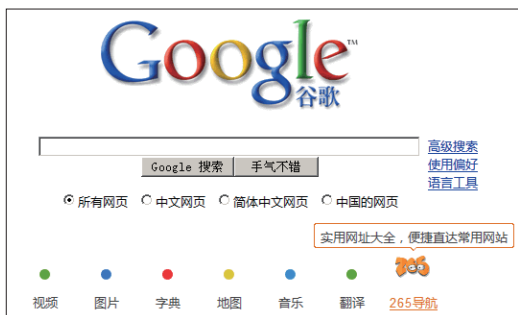 Google™
谷歌
高级搜索
Google 搜索 手气不错
使用偏好
语言工具
所有网页 中文网页 简体中文网页 中国的网页
实用网址大全，便捷直达常用网站
265
视频 图片 字典 地图 音乐 翻译 265导航